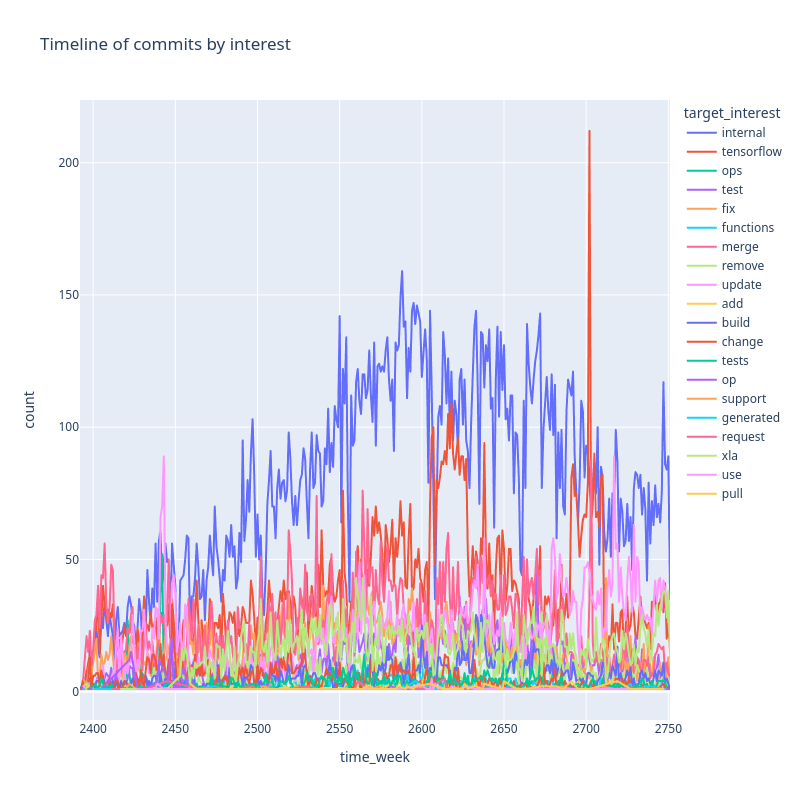 Timeline of commits by interest
target_interest
internal
tensorflow
ops
test
fix
functions
merge
remove
update
add
build
change
tests
op
support
generated
request
xla
use
pull
count
200
150
100
50
0
2400
2450
2500
2550
2600
2650
2700
2750
time_week